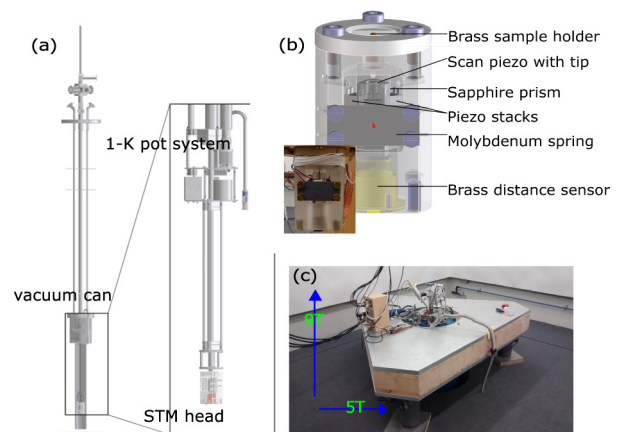 (a)
1-K pot system
vacuum can
STM head
(b)
Brass sample holder
Scan piezo with tip
Sapphire prism
Piezo stacks
Molybdenum spring
Brass distance sensor
(c)
9T
5T